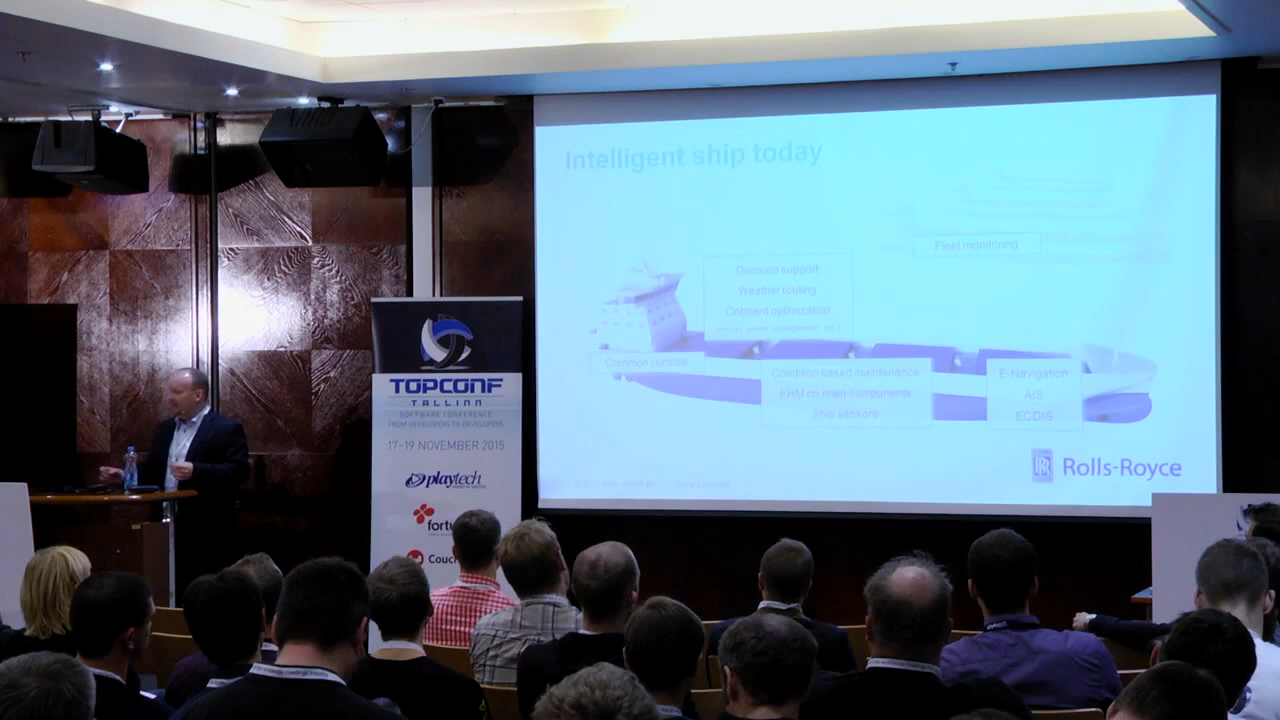 Intelligent ship today
Fleet monitoring
Decision support
Weather routing
Onboard optimization
Common controls
Condition based maintenance
EHM on main components
Ship sensors
E-Navigation
AIS
ECDIS
Rolls-Royce
TOPCONF
TALLINN
SOFTWARE CONFERENCE
FROM DEVELOPERS TO DEVELOPERS
17-19 NOVEMBER 2015
playtech